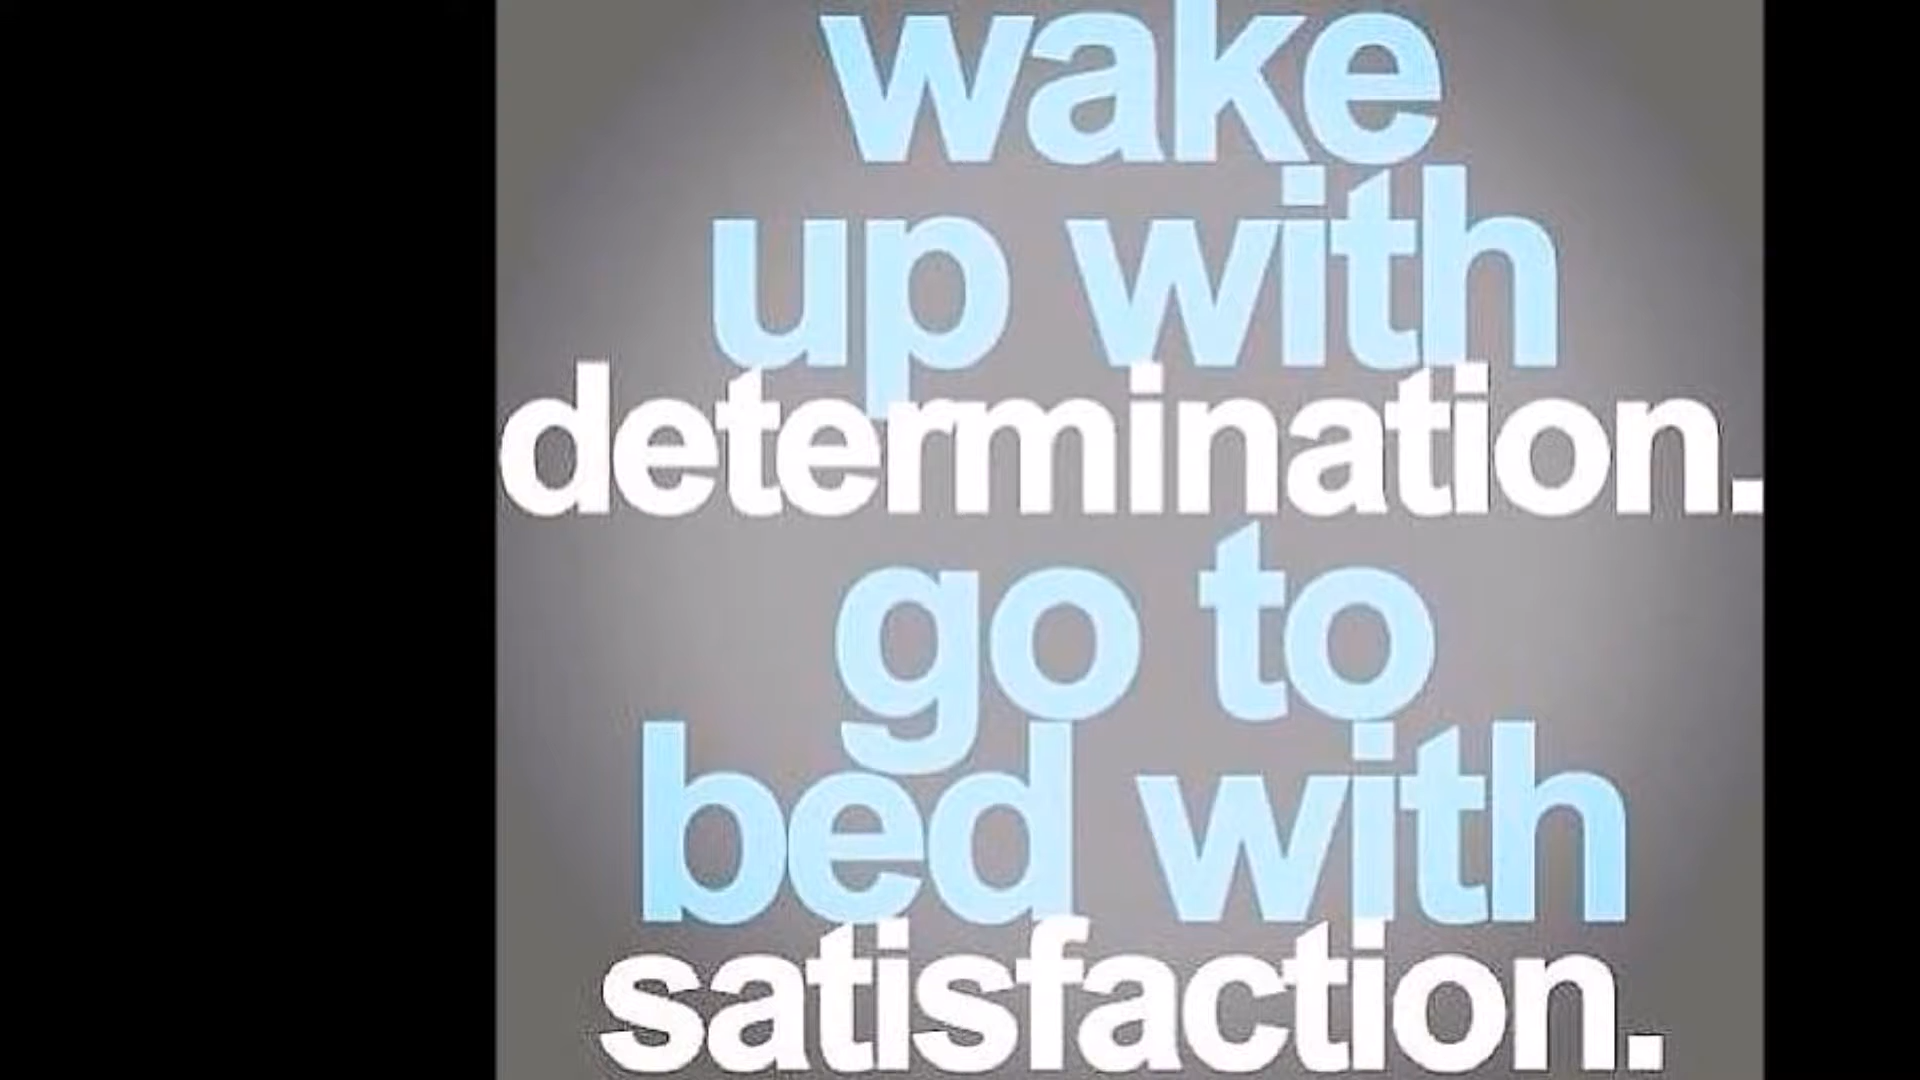 wake
up with
determination.
go to
bed with
satisfaction.